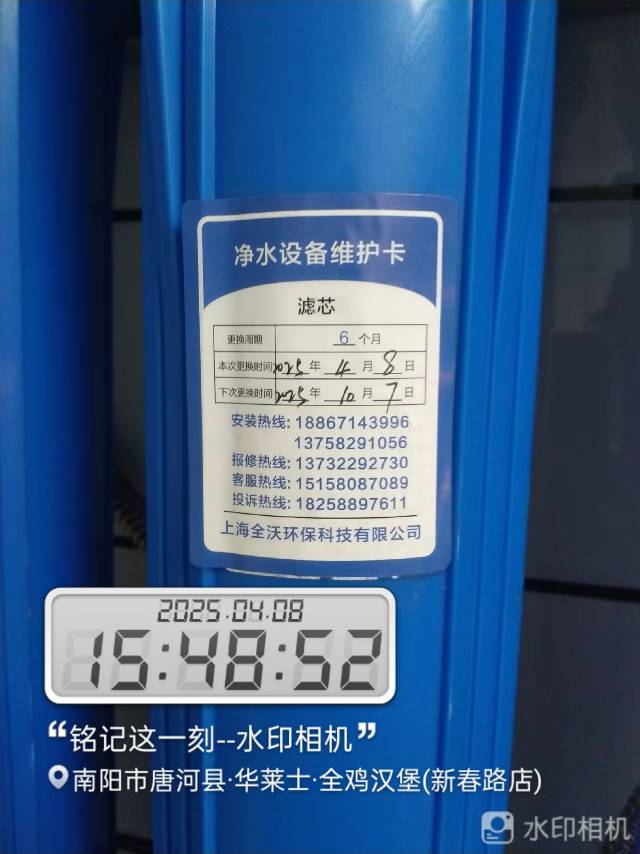 净水设备维护卡
滤芯
更换周期 6 个月
本次更换时间 2025 年 4 月 8 日
下次更换时间 2025 年 10 月 7 日
安装热线: 18867143996
13758291056
报修热线: 13732292730
客服热线: 15158087089
投诉热线: 18258897611
上海全沃环保科技有限公司
2025.04.08
15:48:52
“铭记这一刻--水印相机”
南阳市唐河县·华莱士·全鸡汉堡(新春路店)
水印相机